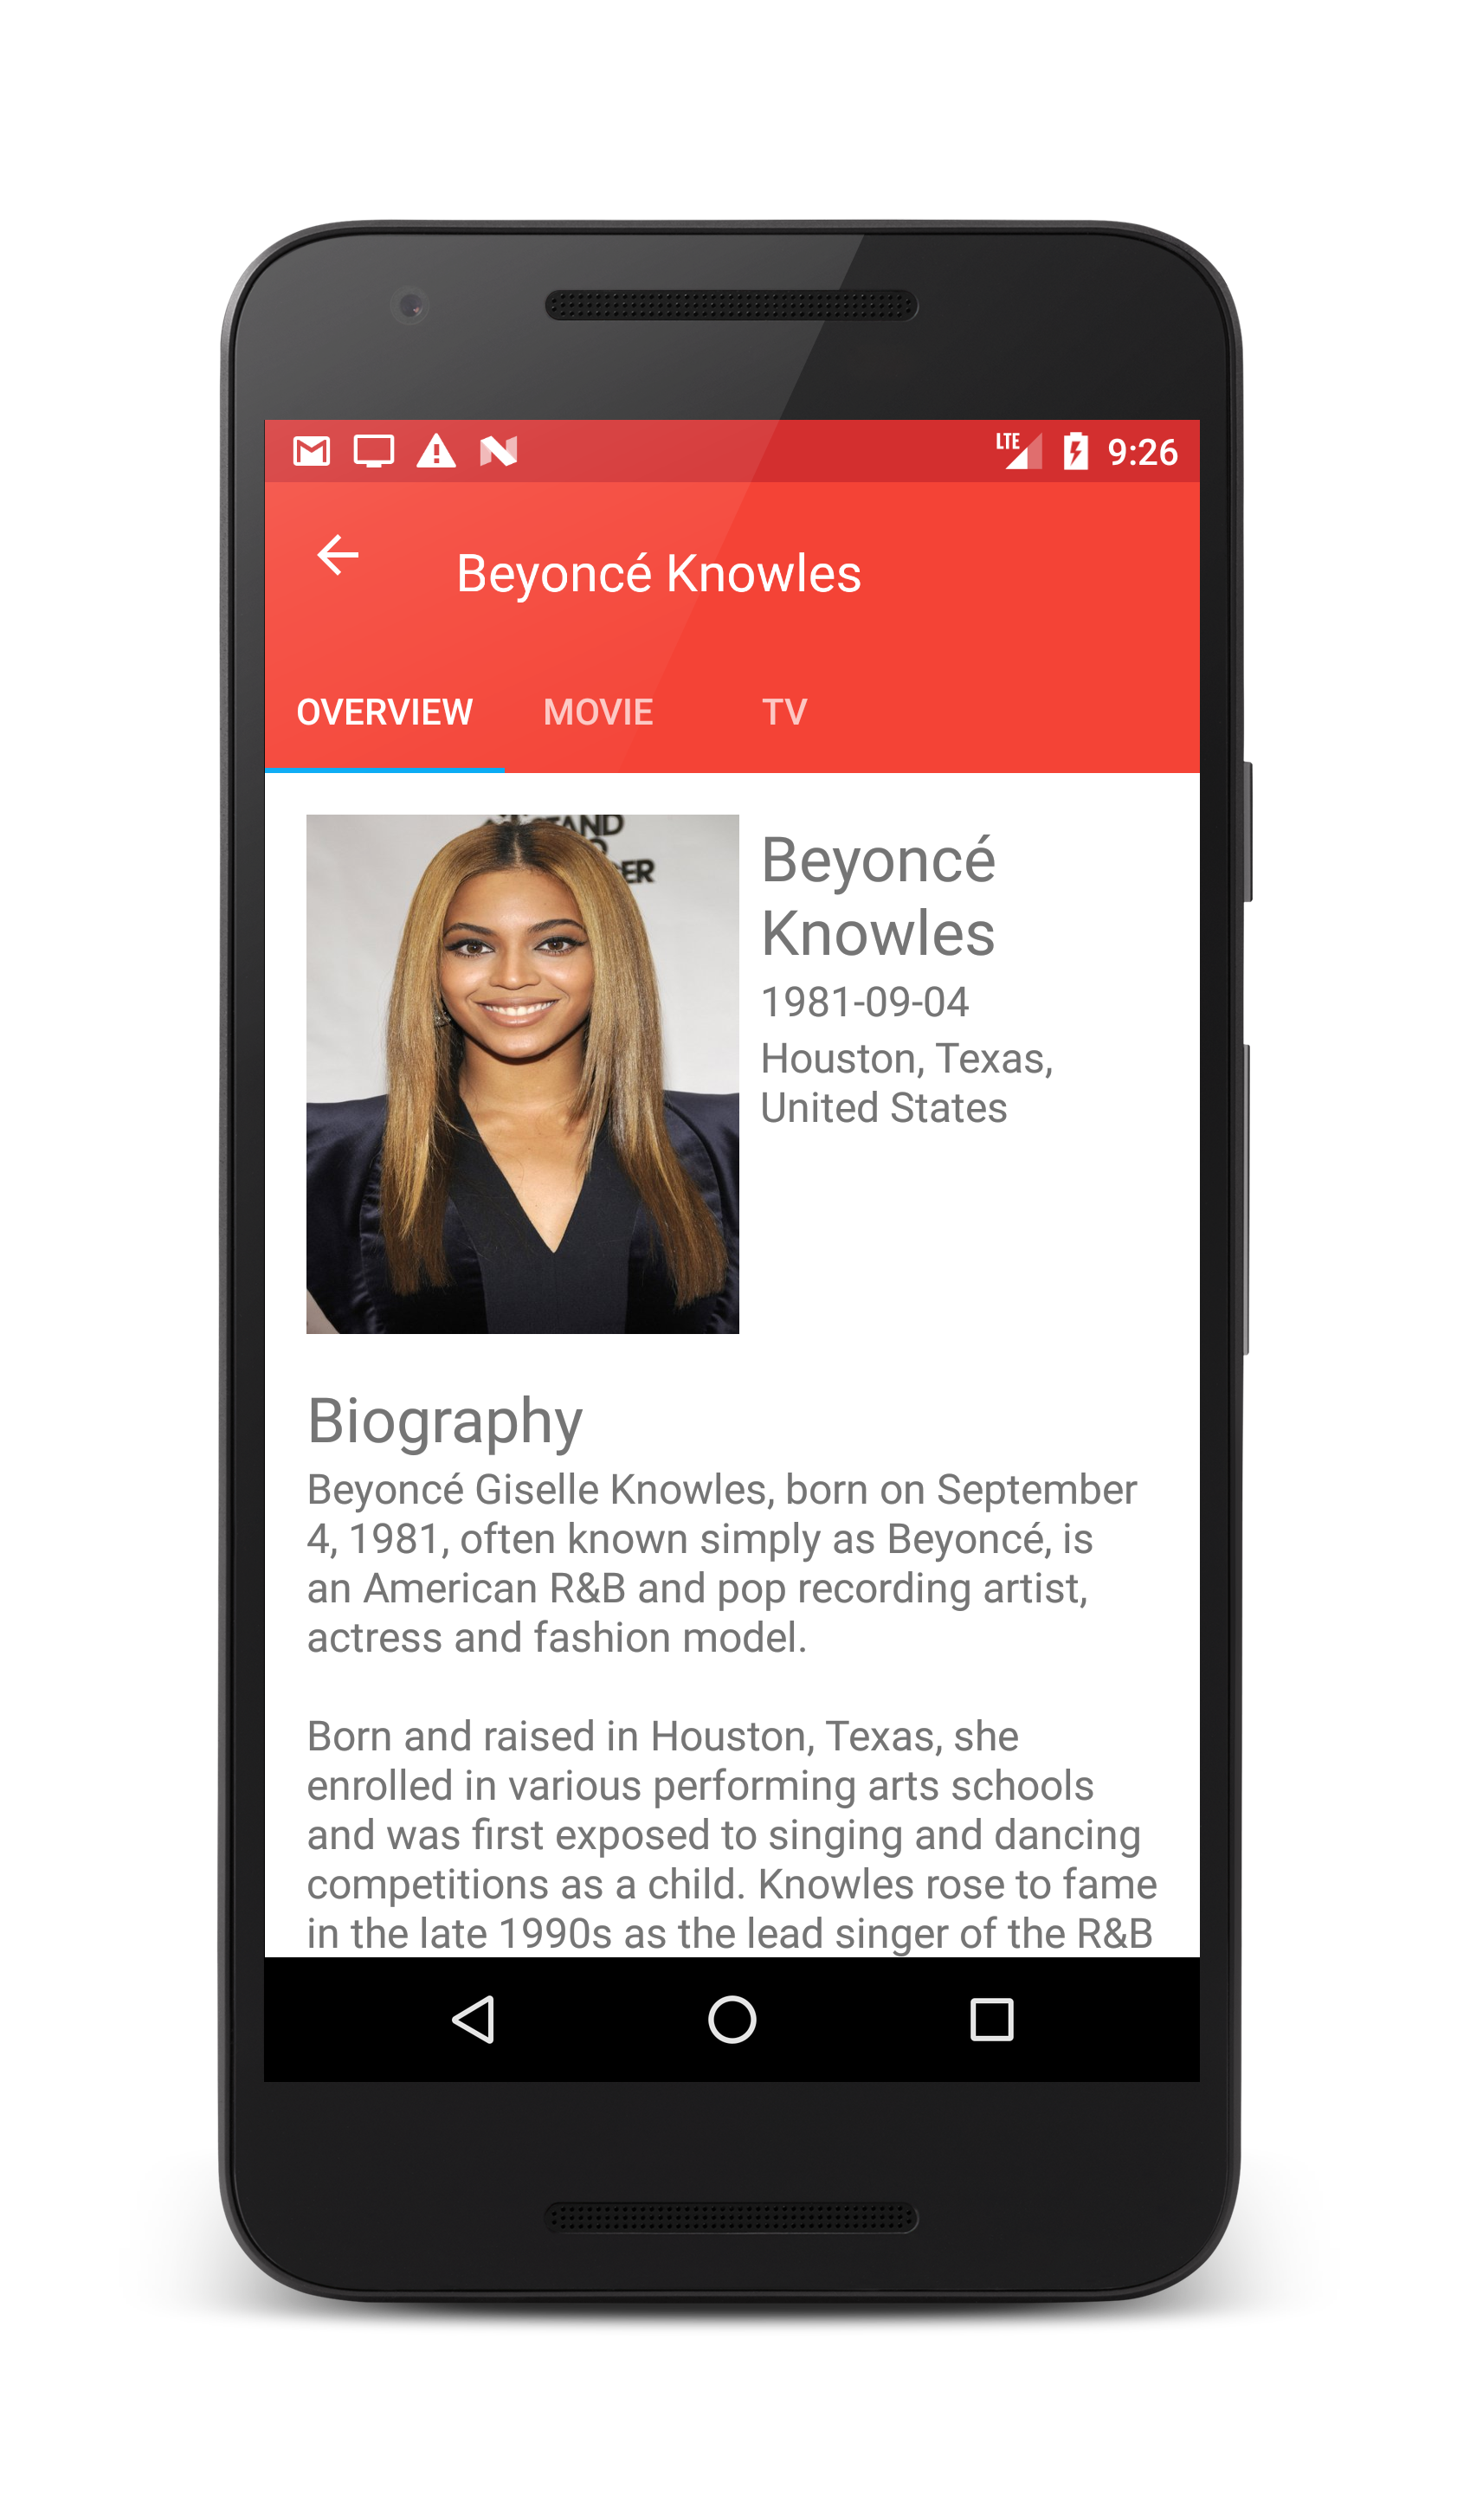 LTE 9:26
Beyoncé Knowles
OVERVIEW MOVIE TV
STAND
ER
Beyoncé
Knowles
1981-09-04
Houston, Texas,
United States
Biography
Beyoncé Giselle Knowles, born on September
4, 1981, often known simply as Beyoncé, is
an American R&B and pop recording artist,
actress and fashion model.
Born and raised in Houston, Texas, she
enrolled in various performing arts schools
and was first exposed to singing and dancing
competitions as a child. Knowles rose to fame
in the late 1990s as the lead singer of the R&B